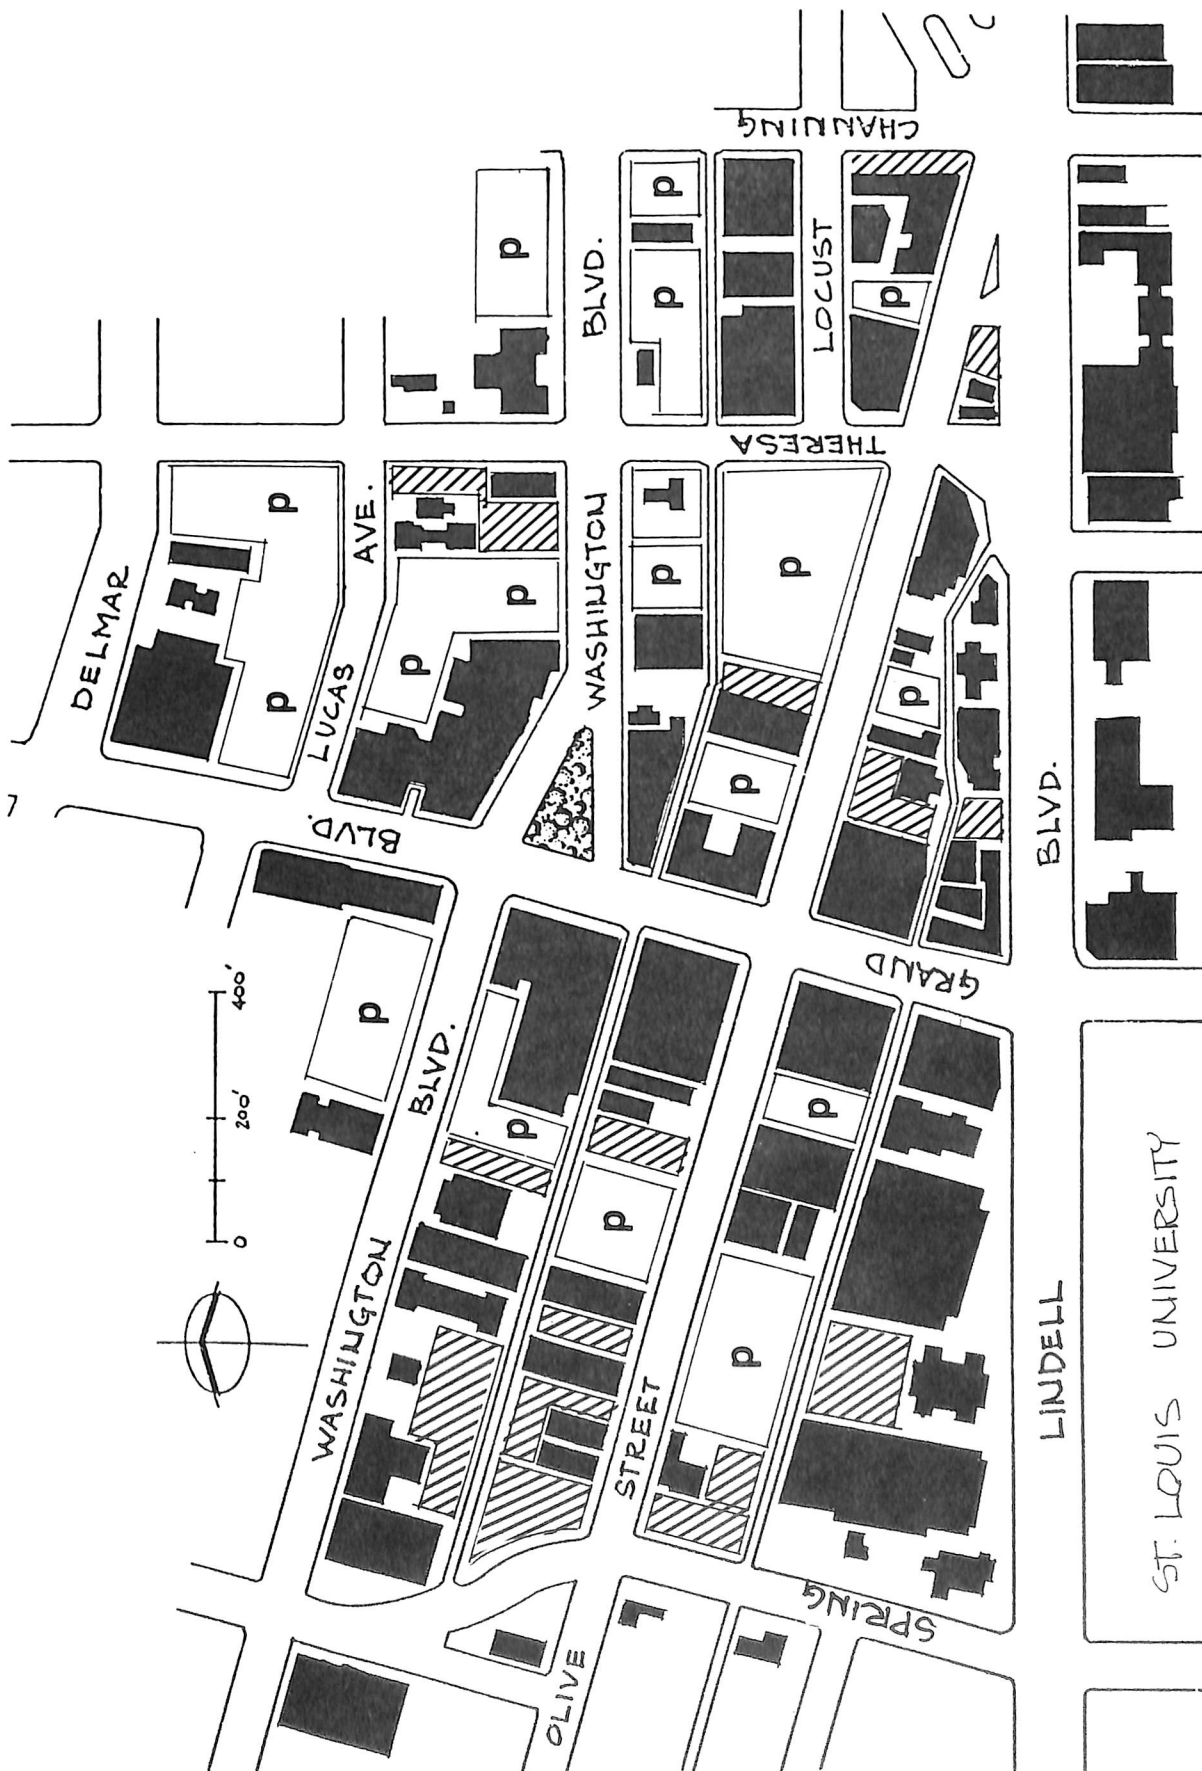 DELMAR
0 200' 400'
P
P
LUCAS AVE.
P
P
WASHINGTON BLVD.
P
P
P
WASHINGTON BLVD.
P
P
P
P
P
P
P
OLIVE STREET
LOCUST
P
P
P
P
SPRING
GRAND BLVD.
THERESA
CHANNING
LINDELL BLVD.
ST. LOUIS UNIVERSITY